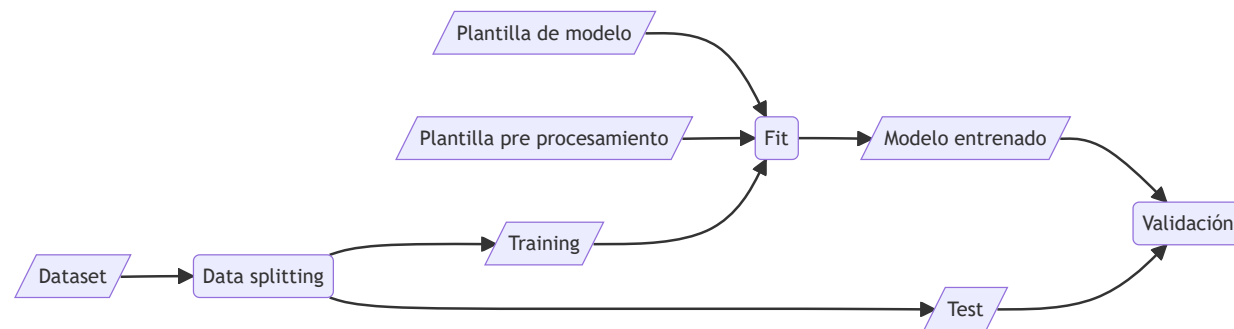 Plantilla de modelo
Plantilla pre procesamiento
Fit
Modelo entrenado
Training
Validación
Dataset
Data splitting
Test